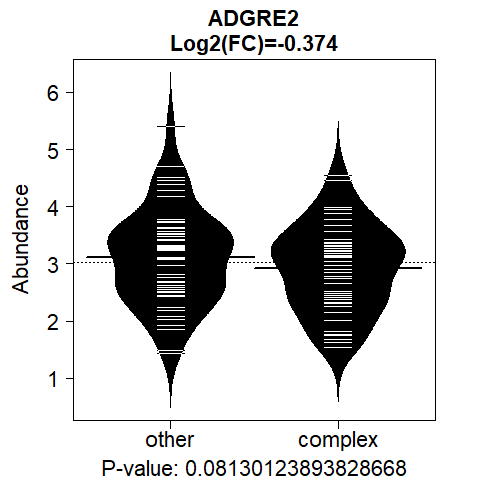 ADGRE2
Log2(FC)=-0.374
Abundance
6
5
4
3
2
1
other complex
P-value: 0.08130123893828668